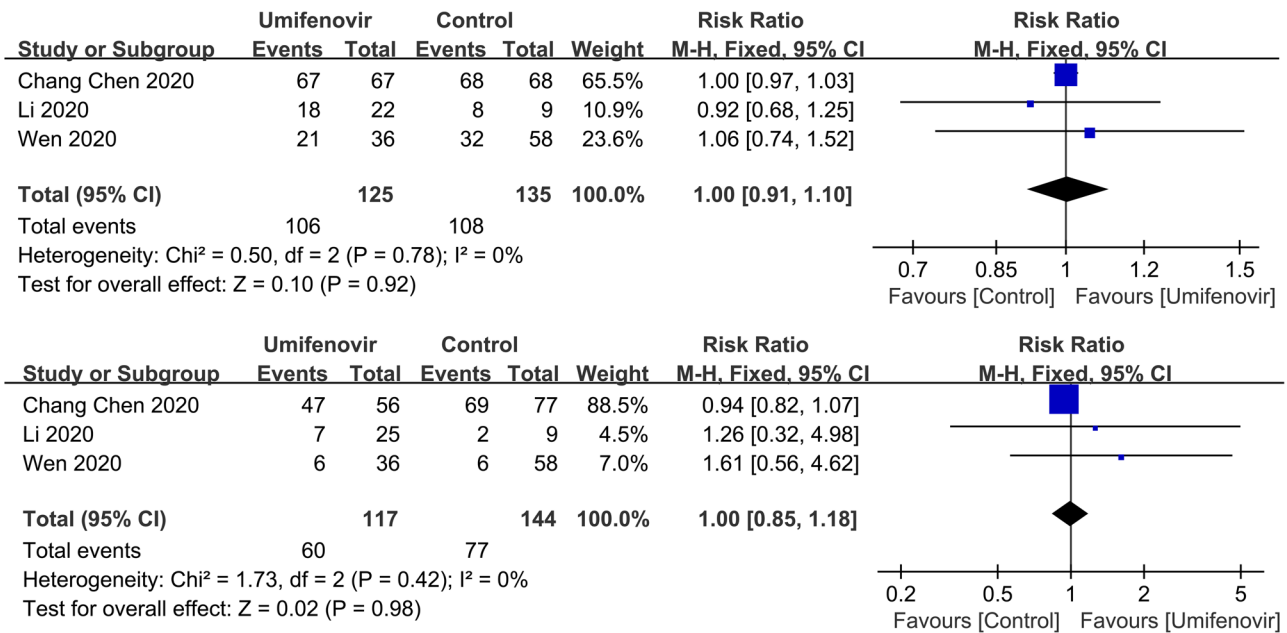 Umifenovir Control Risk Ratio Risk Ratio
Study or Subgroup Events Total Events Total Weight M-H, Fixed, 95% CI M-H, Fixed, 95% CI
Chang Chen 2020 67 67 68 68 65.5% 1.00 [0.97, 1.03]
Li 2020 18 22 8 9 10.9% 0.92 [0.68, 1.25]
Wen 2020 21 36 32 58 23.6% 1.06 [0.74, 1.52]
Total (95% CI) 125 135 100.0% 1.00 [0.91, 1.10]
Total events 106 108
Heterogeneity: Chi² = 0.50, df = 2 (P = 0.78); I² = 0%
Test for overall effect: Z = 0.10 (P = 0.92)
0.7 0.85 1 1.2 1.5
Favours [Control] Favours [Umifenovir]
Umifenovir Control Risk Ratio Risk Ratio
Study or Subgroup Events Total Events Total Weight M-H, Fixed, 95% CI M-H, Fixed, 95% CI
Chang Chen 2020 47 56 69 77 88.5% 0.94 [0.82, 1.07]
Li 2020 7 25 2 9 4.5% 1.26 [0.32, 4.98]
Wen 2020 6 36 6 58 7.0% 1.61 [0.56, 4.62]
Total (95% CI) 117 144 100.0% 1.00 [0.85, 1.18]
Total events 60 77
Heterogeneity: Chi² = 1.73, df = 2 (P = 0.42); I² = 0%
Test for overall effect: Z = 0.02 (P = 0.98)
0.2 0.5 1 2 5
Favours [Control] Favours [Umifenovir]